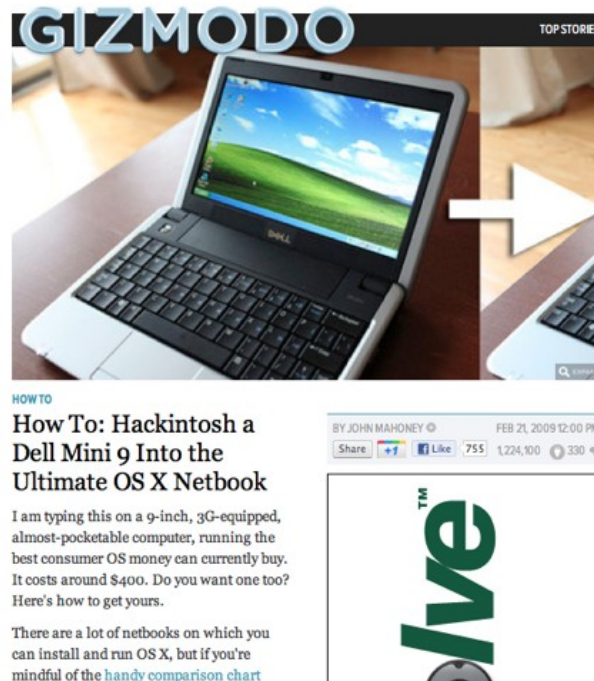 GIZMODO
TOP STORIE
DELL
HOW TO
How To: Hackintosh a
Dell Mini 9 Into the
Ultimate OS X Netbook
I am typing this on a 9-inch, 3G-equipped,
almost-pocketable computer, running the
best consumer OS money can currently buy.
It costs around $400. Do you want one too?
Here's how to get yours.
There are a lot of netbooks on which you
can install and run OS X, but if you're
mindful of the handy comparison chart
BY JOHN MAHONEY
FEB 21, 2009 12:00 PM
Share +1 Like 755 1,224,100 330
lve™